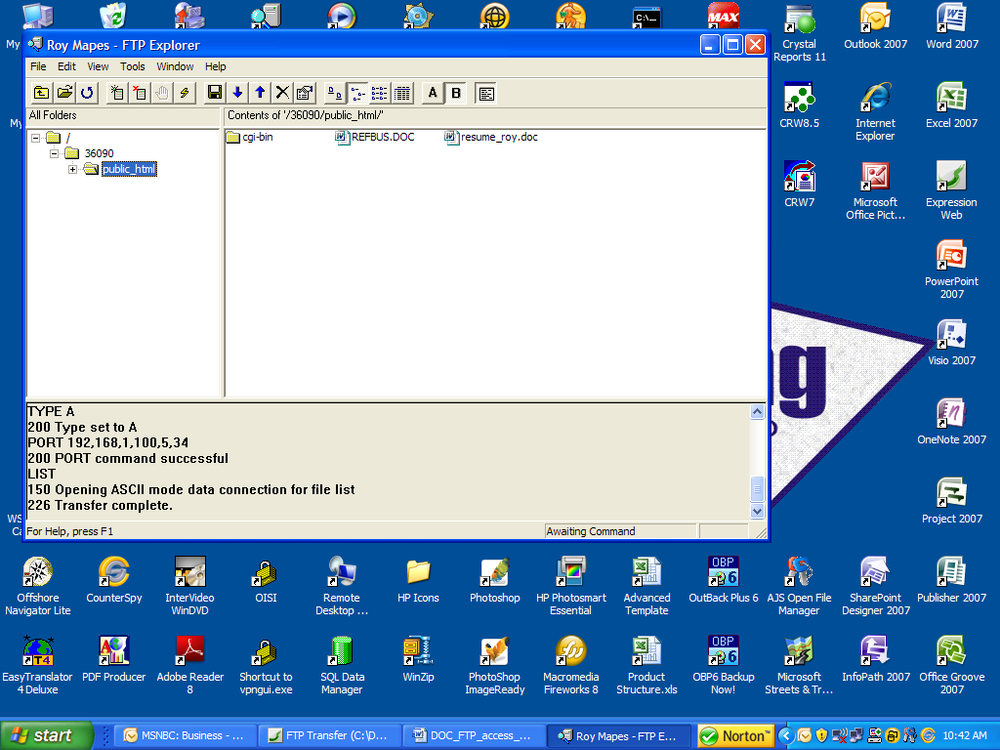 Roy Mapes - FTP Explorer
File Edit View Tools Window Help
A B
All Folders
Contents of '/36090/public_html/'
/
36090
public_html
cgi-bin
REFBUS.DOC
resume_roy.doc
TYPE A
200 Type set to A
PORT 192,168,1,100,5,34
200 PORT command successful
LIST
150 Opening ASCII mode data connection for file list
226 Transfer complete.
For Help, press F1
Awaiting Command
My
My
WS
Ca
C:\_
MAX
Crystal
Reports 11
Outlook 2007
Word 2007
CRW8.5
Internet
Explorer
Excel 2007
CRW7
Microsoft
Office Pict...
Expression
Web
PowerPoint
2007
Visio 2007
OneNote 2007
Project 2007
g
Offshore
Navigator Lite
CounterSpy
InterVideo
WinDVD
OISI
Remote
Desktop ...
HP Icons
Photoshop
HP Photosmart
Essential
Advanced
Template
OBP
6
OutBack Plus 6
AJS Open File
Manager
SharePoint
Designer 2007
Publisher 2007
T4
EasyTranslator
4 Deluxe
PDF Producer
Adobe Reader
8
Shortcut to
vpngui.exe
SQL Data
Manager
WinZip
PhotoShop
ImageReady
Macromedia
Fireworks 8
Product
Structure.xls
OBP
6
OBP6 Backup
Now!
Microsoft
Streets & Tr...
InfoPath 2007
Office Groove
2007
start
MSNBC: Business - ...
FTP Transfer (C:\D...
DOC_FTP_access_...
Roy Mapes - FTP E...
Norton™
10:42 AM